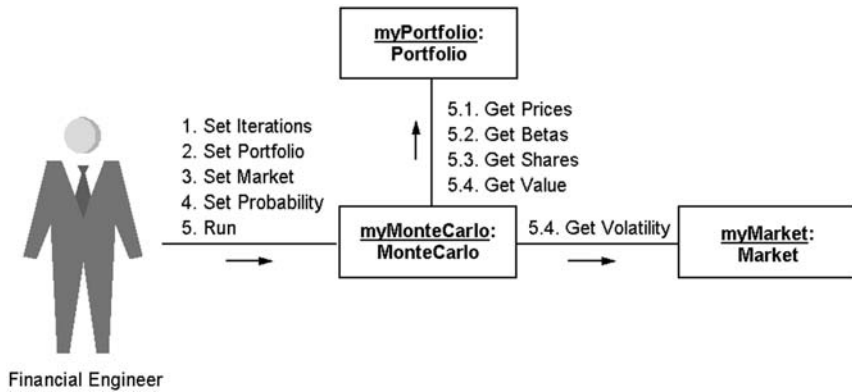 myPortfolio:
Portfolio
1. Set Iterations
2. Set Portfolio
3. Set Market
4. Set Probability
5. Run
5.1. Get Prices
5.2. Get Betas
5.3. Get Shares
5.4. Get Value
myMonteCarlo:
MonteCarlo
5.4. Get Volatility
myMarket:
Market
Financial Engineer